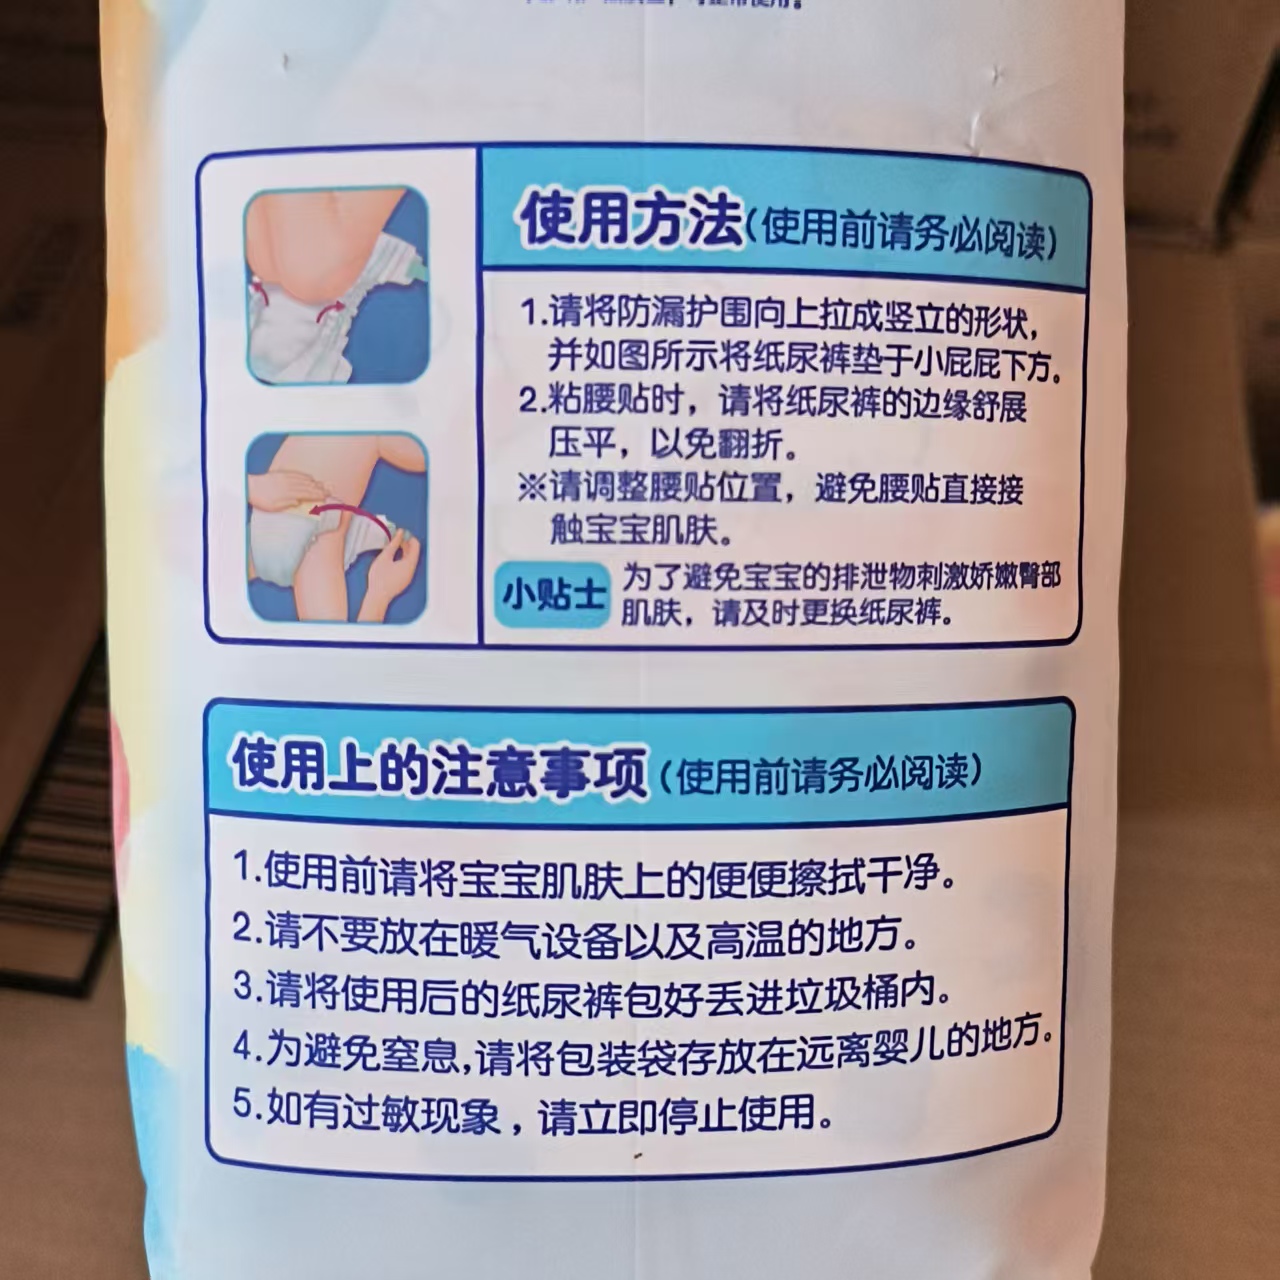 使用方法(使用前请务必阅读)
1.请将防漏护围向上拉成竖立的形状，
并如图所示将纸尿裤垫于小屁屁下方。
2.粘腰贴时，请将纸尿裤的边缘舒展
压平，以免翻折。
※请调整腰贴位置，避免腰贴直接接
触宝宝肌肤。
小贴士 为了避免宝宝的排泄物刺激娇嫩臀部
肌肤，请及时更换纸尿裤。
使用上的注意事项(使用前请务必阅读)
1.使用前请将宝宝肌肤上的便便擦拭干净。
2.请不要放在暖气设备以及高温的地方。
3.请将使用后的纸尿裤包好丢进垃圾桶内。
4.为避免窒息,请将包装袋存放在远离婴儿的地方。
5.如有过敏现象，请立即停止使用。